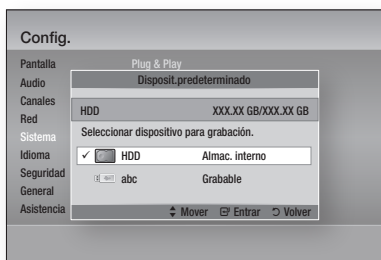 Config.
Pantalla Plug & Play
Audio
Canales
Red
Sistema
Idioma
Seguridad
General
Asistencia
Disposit.predeterminado
HDD XXX.XX GB/XXX.XX GB
Seleccionar dispositivo para grabación.
✓ HDD Almac. interno
abc Grabable
Mover Entrar Volver